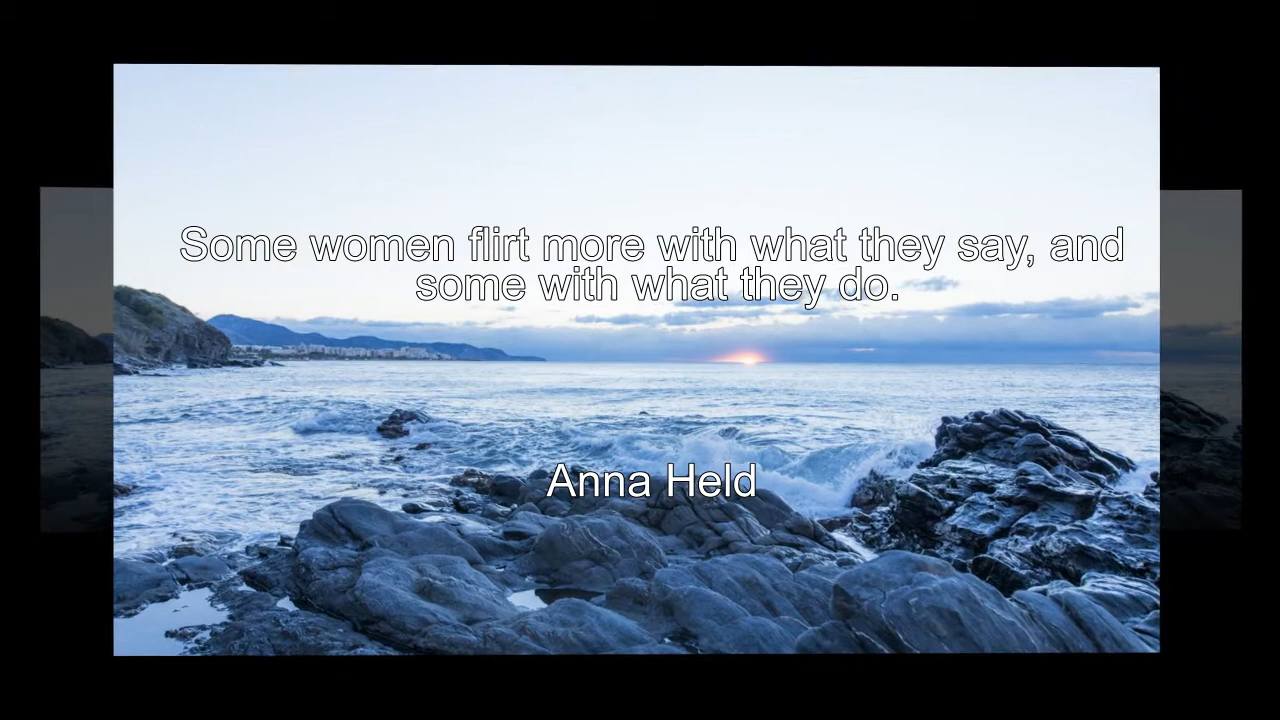 Some women flirt more with what they say, and
some with what they do.
Anna Held